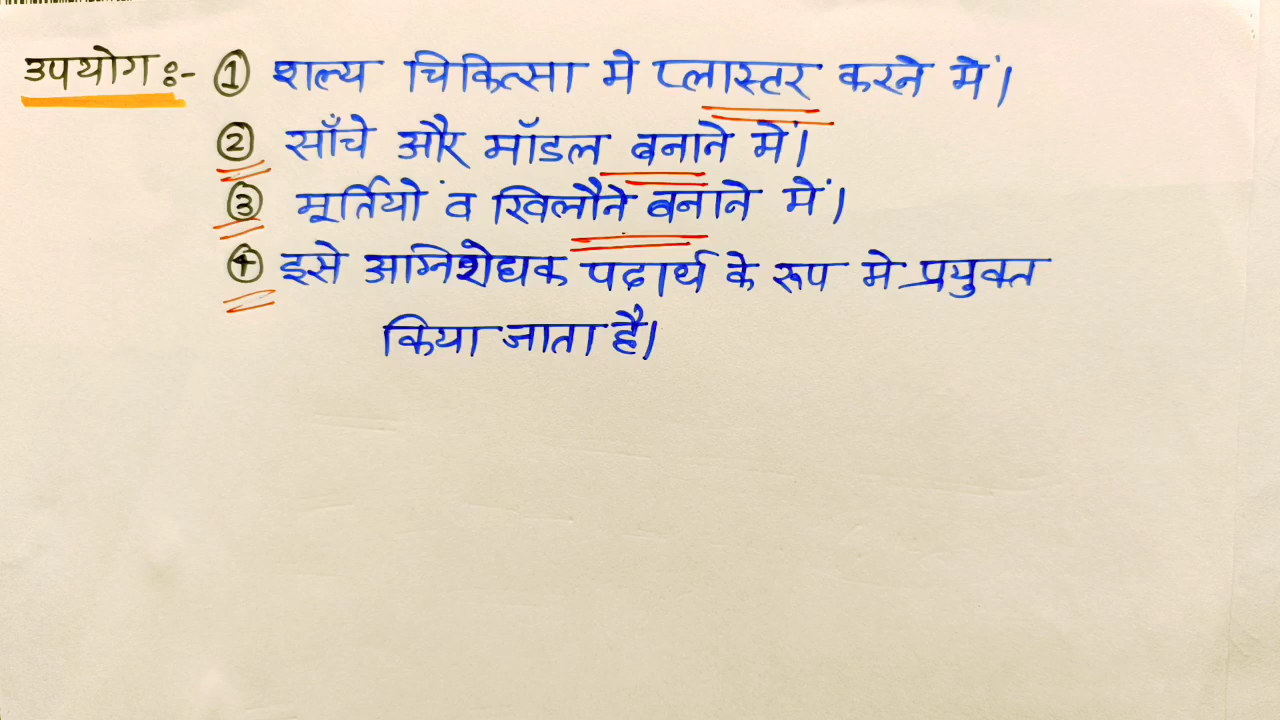 उपयोग :- ① शल्य चिकित्सा मे प्लास्टर करने में।
② साँचे और मॉडल बनाने में।
③ मूर्तियों व खिलौने बनाने में।
④ इसे अग्निशेधक पदार्थ के रूप मे प्रयुक्त
किया जाता है।